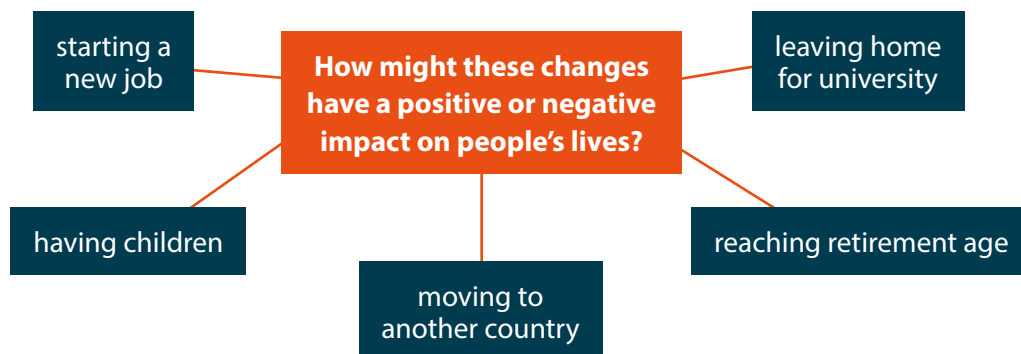 starting a
new job
How might these changes
have a positive or negative
impact on people's lives?
leaving home
for university
having children
moving to
another country
reaching retirement age